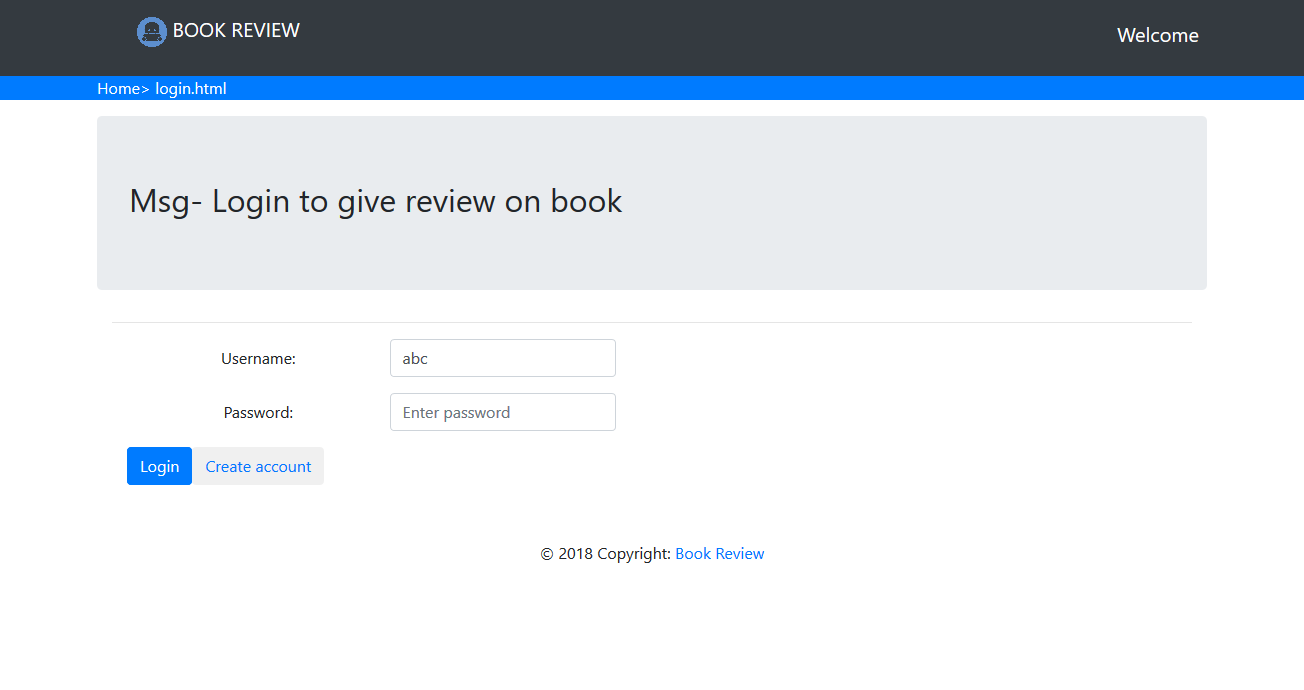 BOOK REVIEW
Welcome
Home> login.html
Msg- Login to give review on book
Username:
abc
Password:
Enter password
Login
Create account
© 2018 Copyright: Book Review